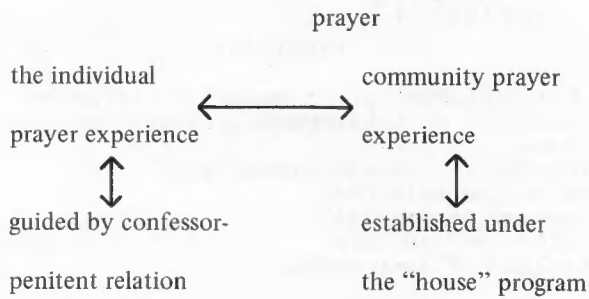 prayer
the individual
community prayer
prayer experience
experience
guided by confessor-
established under
penitent relation
the “house” program